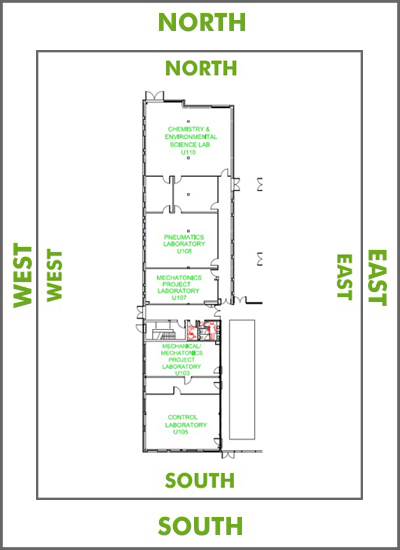 NORTH
NORTH
CHEMISTRY &
ENVIRONMENTAL
SCIENCE LAB
U110
PNEUMATICS
LABORATORY
U108
WEST
WEST
EAST
EAST
MECHATONICS
PROJECT
LABORATORY
U107
MECHANICAL/
MECHATONICS
PROJECT
LABORATORY
U103
CONTROL
LABORATORY
U105
SOUTH
SOUTH